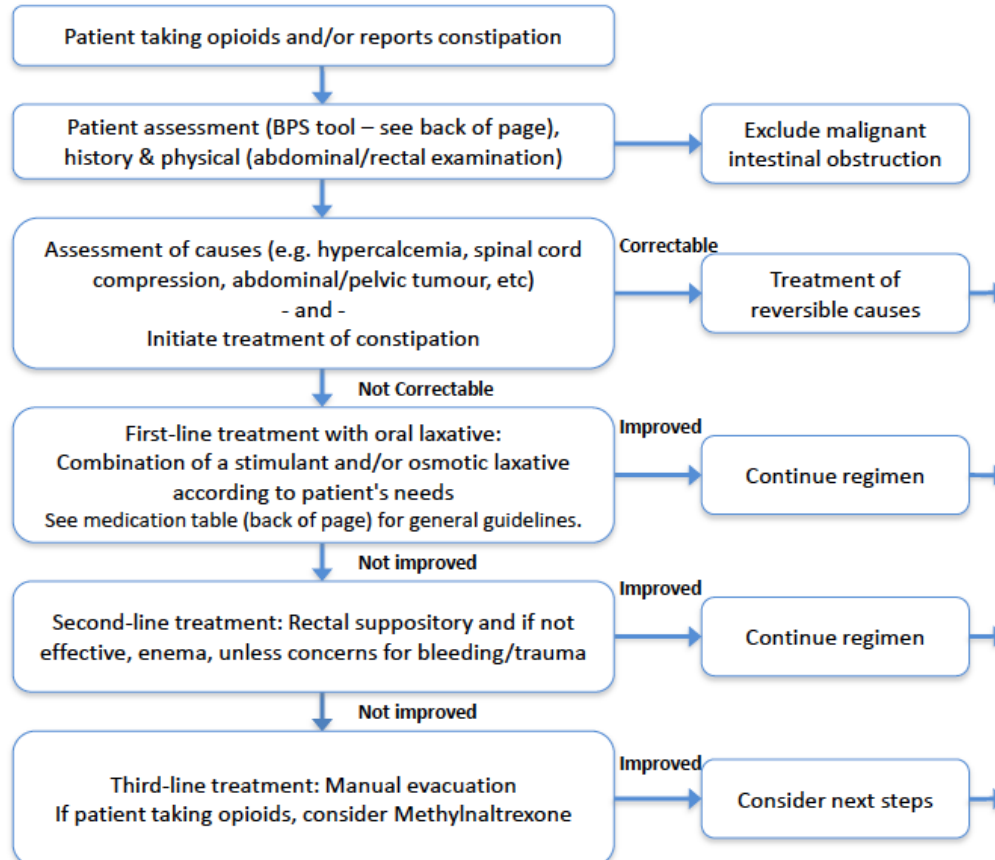 Patient taking opioids and/or reports constipation
Patient assessment (BPS tool – see back of page),
history & physical (abdominal/rectal examination)
Exclude malignant
intestinal obstruction
Assessment of causes (e.g. hypercalcemia, spinal cord
compression, abdominal/pelvic tumour, etc)
- and -
Initiate treatment of constipation
Correctable
Treatment of
reversible causes
Not Correctable
First-line treatment with oral laxative:
Combination of a stimulant and/or osmotic laxative
according to patient's needs
See medication table (back of page) for general guidelines.
Improved
Continue regimen
Not improved
Second-line treatment: Rectal suppository and if not
effective, enema, unless concerns for bleeding/trauma
Improved
Continue regimen
Not improved
Third-line treatment: Manual evacuation
If patient taking opioids, consider Methylnaltrexone
Improved
Consider next steps